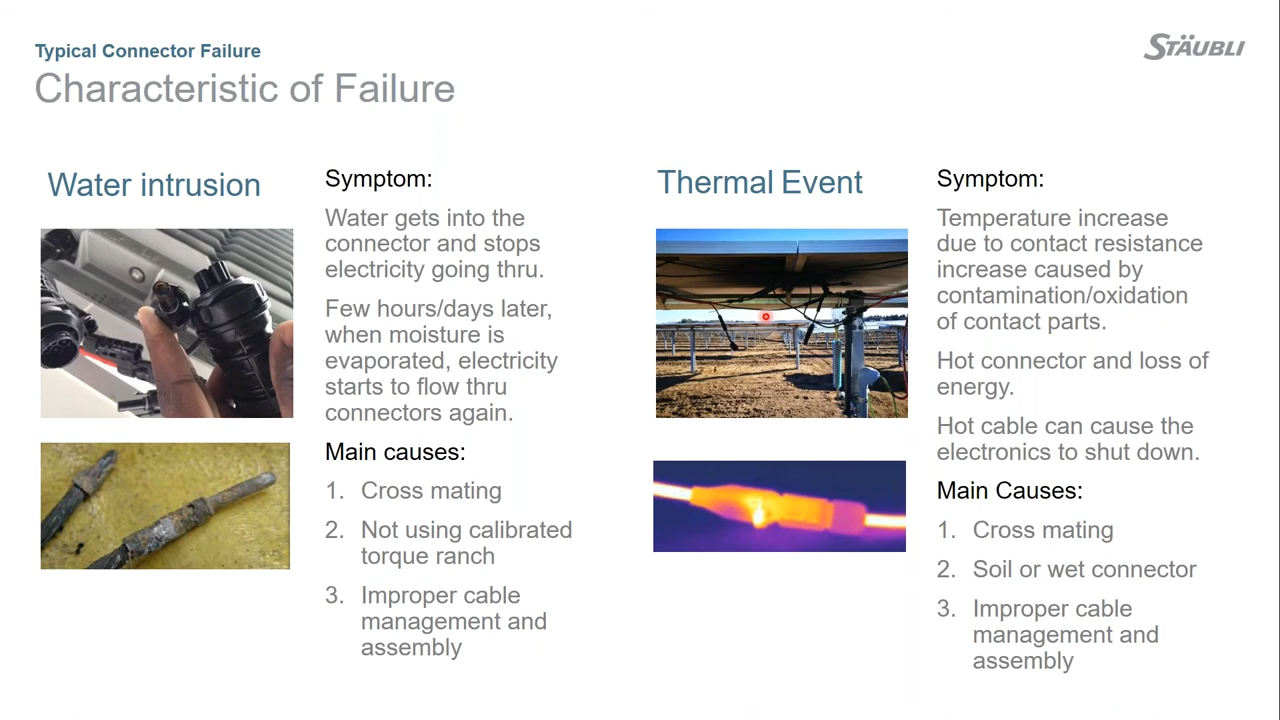 Typical Connector Failure
Characteristic of Failure
STÄUBLI
Water intrusion
Symptom:
Water gets into the
connector and stops
electricity going thru.
Few hours/days later,
when moisture is
evaporated, electricity
starts to flow thru
connectors again.
Main causes:
1. Cross mating
2. Not using calibrated
torque ranch
3. Improper cable
management and
assembly
Thermal Event
Symptom:
Temperature increase
due to contact resistance
increase caused by
contamination/oxidation
of contact parts.
Hot connector and loss of
energy.
Hot cable can cause the
electronics to shut down.
Main Causes:
1. Cross mating
2. Soil or wet connector
3. Improper cable
management and
assembly